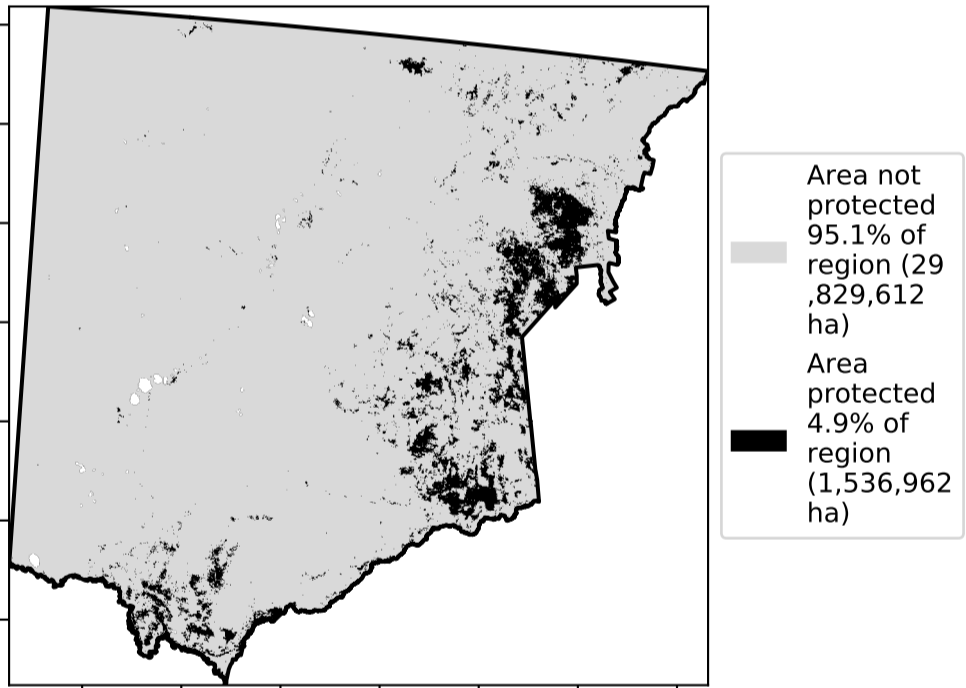 Area not
protected
95.1% of
region (29
,829,612
ha)
Area
protected
4.9% of
region
(1,536,962
ha)